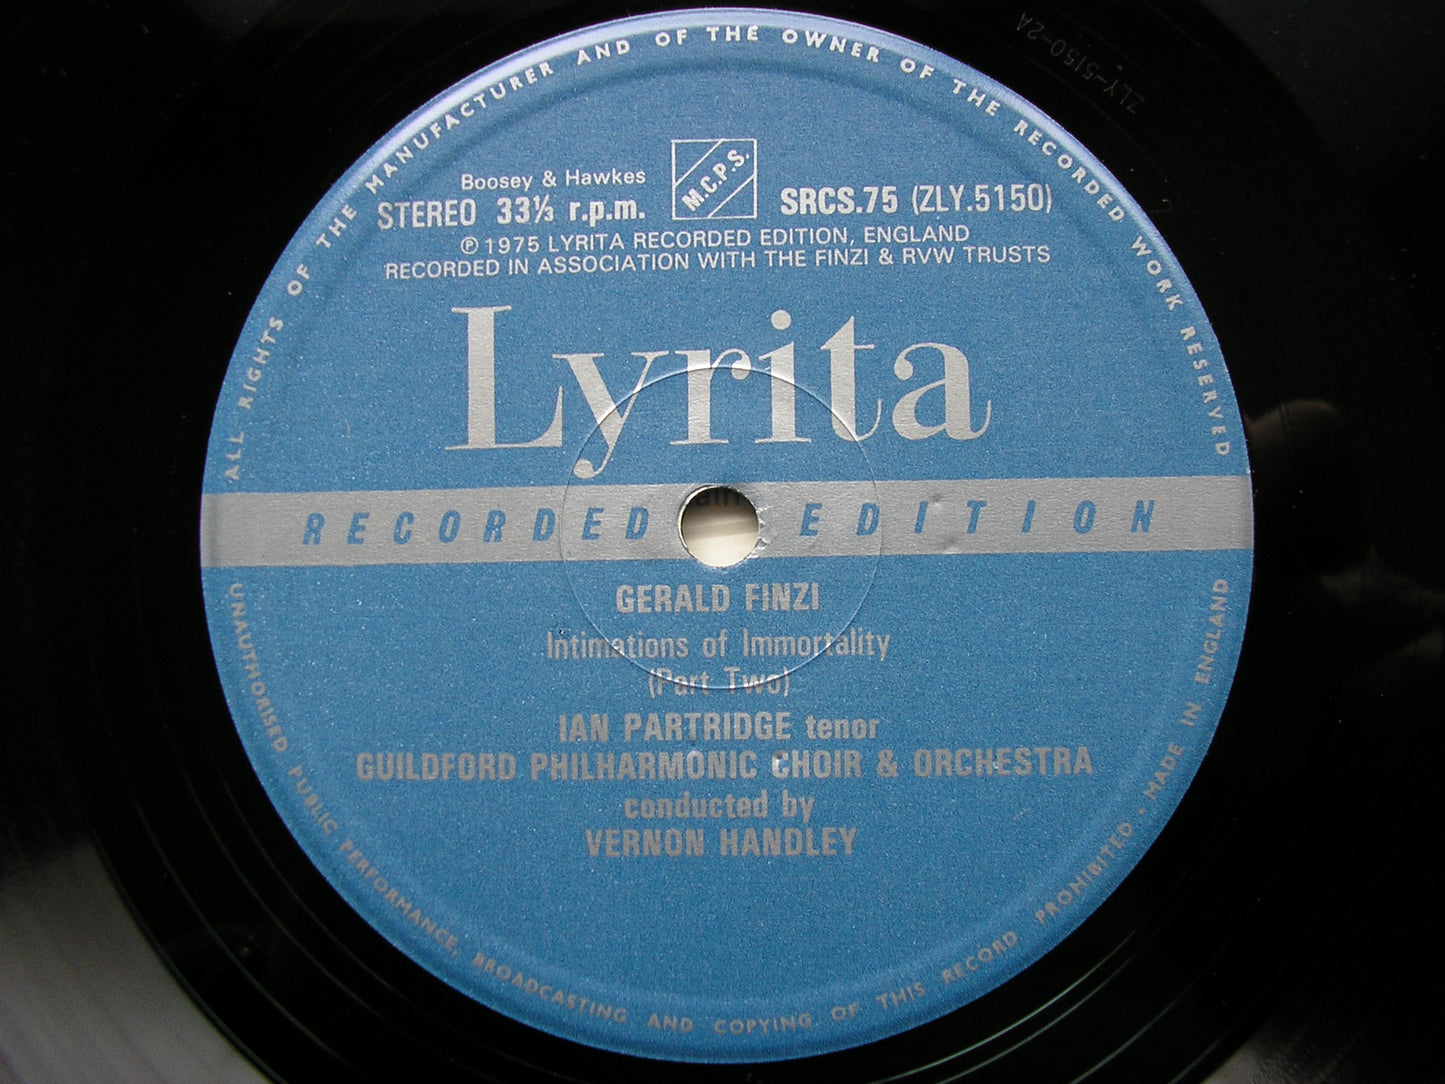 ALL RIGHTS OF THE MANUFACTURER AND OF THE OWNER OF THE RECORDED WORK RESERVED
ZLY-5150-2A
Boosey & Hawkes
STEREO 33⅓ r.p.m.
M.C.P.S.
SRCS.75 (ZLY.5150)
℗ 1975 LYRITA RECORDED EDITION, ENGLAND
RECORDED IN ASSOCIATION WITH THE FINZI & RVW TRUSTS
Lyrita
RECORDED EDITION
GERALD FINZI
Intimations of Immortality
(Part Two)
IAN PARTRIDGE tenor
GUILDFORD PHILHARMONIC CHOIR & ORCHESTRA
conducted by
VERNON HANDLEY
UNAUTHORISED PUBLIC PERFORMANCE, BROADCASTING AND COPYING OF THIS RECORD PROHIBITED - MADE IN ENGLAND